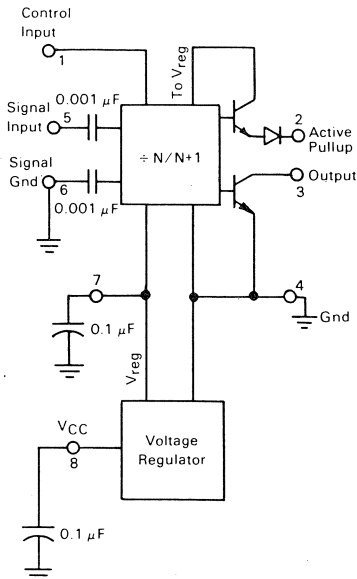 Control
Input
1
To Vreg
0.001 µF
Signal
Input
5
2
Active
Pullup
÷ N/N+1
Signal
Gnd
6
0.001 µF
Output
3
7
4
0.1 µF
Gnd
Vreg
VCC
8
Voltage
Regulator
0.1 µF